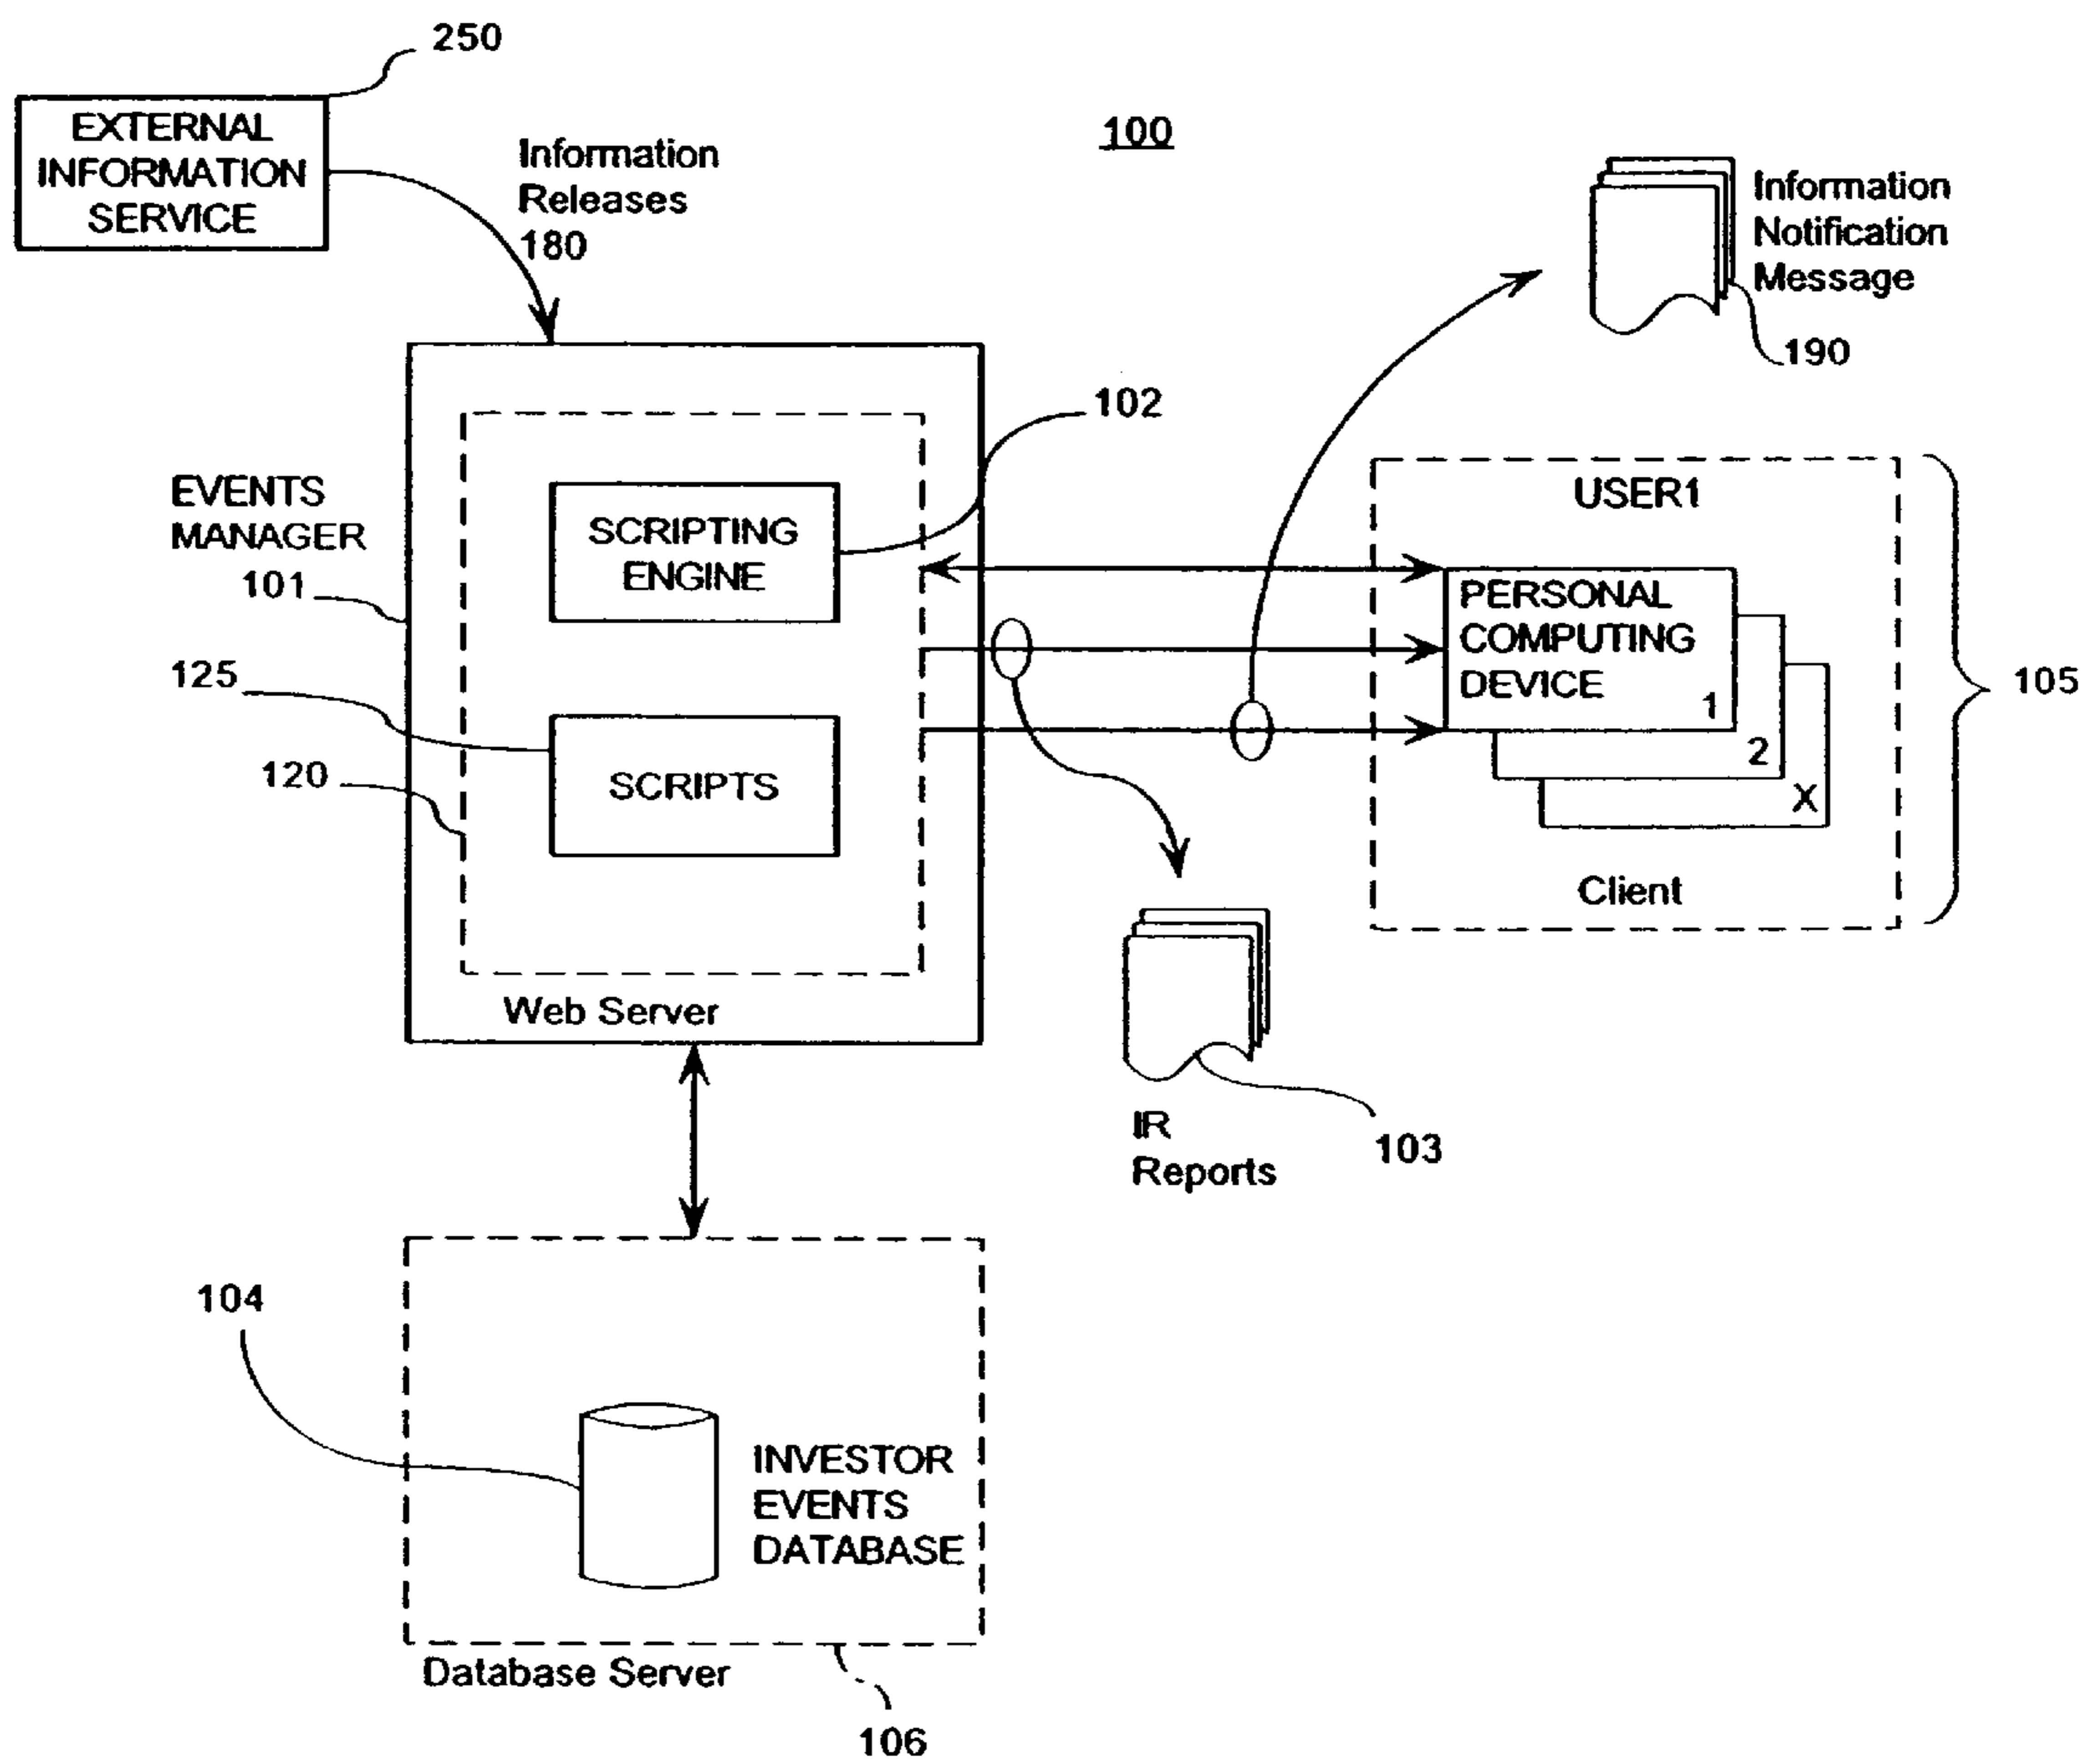 250
EXTERNAL
INFORMATION
SERVICE
Information
Releases
180
100
Information
Notification
Message
190
102
EVENTS
MANAGER
101
SCRIPTING
ENGINE
125
120
SCRIPTS
Web Server
USER1
PERSONAL
COMPUTING
DEVICE
1
2
X
Client
105
IR
Reports
103
104
INVESTOR
EVENTS
DATABASE
Database Server
106